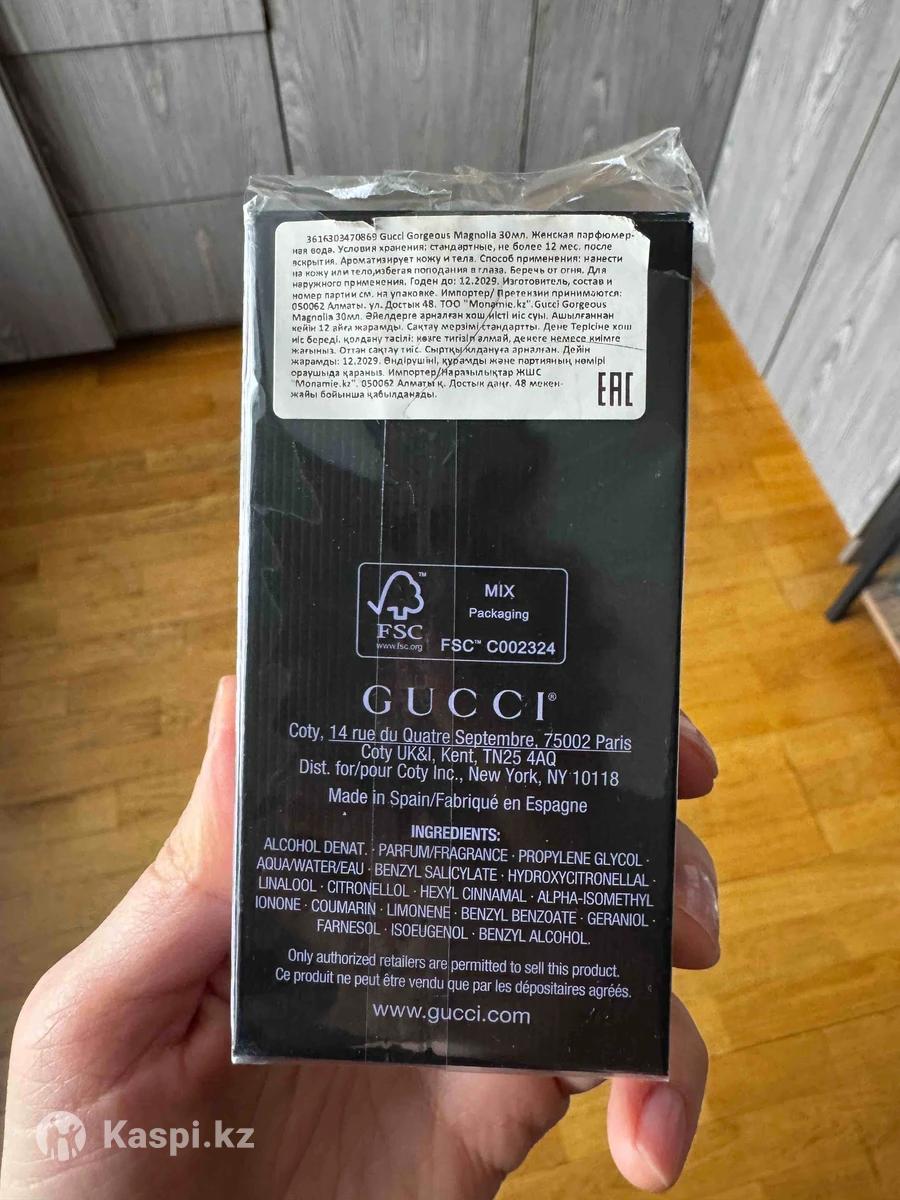 3616303470869 Gucci Gorgeous Magnolia 30мл. Женская парфюмер-
ная вода. Условия хранения: стандартные, не более 12 мес. после
вскрытия. Ароматизирует кожу и тела. Способ применения: нанести
на кожу или тело,избегая поподания в глаза. Беречь от огня. Для
наружного применения. Годен до: 12.2029. Изготовитель, состав и
номер партии см. на упаковке. Импортер/ Претензии принимаются:
050062 Алматы. ул. Достык 48. ТОО "Monamie.kz".Gucci Gorgeous
Magnolia 30мл. Әйелдерге арналған хош иісті иіс суы. Ашылғаннан
кейін 12 айға жарамды. Сақтау мерзімі стандартты. Дене Терісіне хош
иіс береді. қолдану тәсілі: көзге тигізіп алмай, денеге немесе киімге
жағыңыз. Оттан сақтау тиіс. Сыртқы қлдануға арналған. Дейін
жарамды: 12.2029. Өндірушіні, құрамды және партияның нөмірі
ораушыда қараңыз. Импортер/Наразылықтар ЖШС
"Monamie.kz". 050062 Алматы қ. Достык даңғ. 48 мекен-
жайы бойынша қабылданады.
EAC
FSC™
www.fsc.org
MIX
Packaging
FSC™ C002324
GUCCI®
Coty, 14 rue du Quatre Septembre, 75002 Paris
Coty UK&I, Kent, TN25 4AQ
Dist. for/pour Coty Inc., New York, NY 10118
Made in Spain/Fabriqué en Espagne
INGREDIENTS:
ALCOHOL DENAT. · PARFUM/FRAGRANCE · PROPYLENE GLYCOL ·
AQUA/WATER/EAU · BENZYL SALICYLATE · HYDROXYCITRONELLAL ·
LINALOOL · CITRONELLOL · HEXYL CINNAMAL · ALPHA-ISOMETHYL
IONONE · COUMARIN · LIMONENE · BENZYL BENZOATE · GERANIOL ·
FARNESOL · ISOEUGENOL · BENZYL ALCOHOL.
Only authorized retailers are permitted to sell this product.
Ce produit ne peut être vendu que par les dépositaires agréés.
www.gucci.com
Kaspi.kz